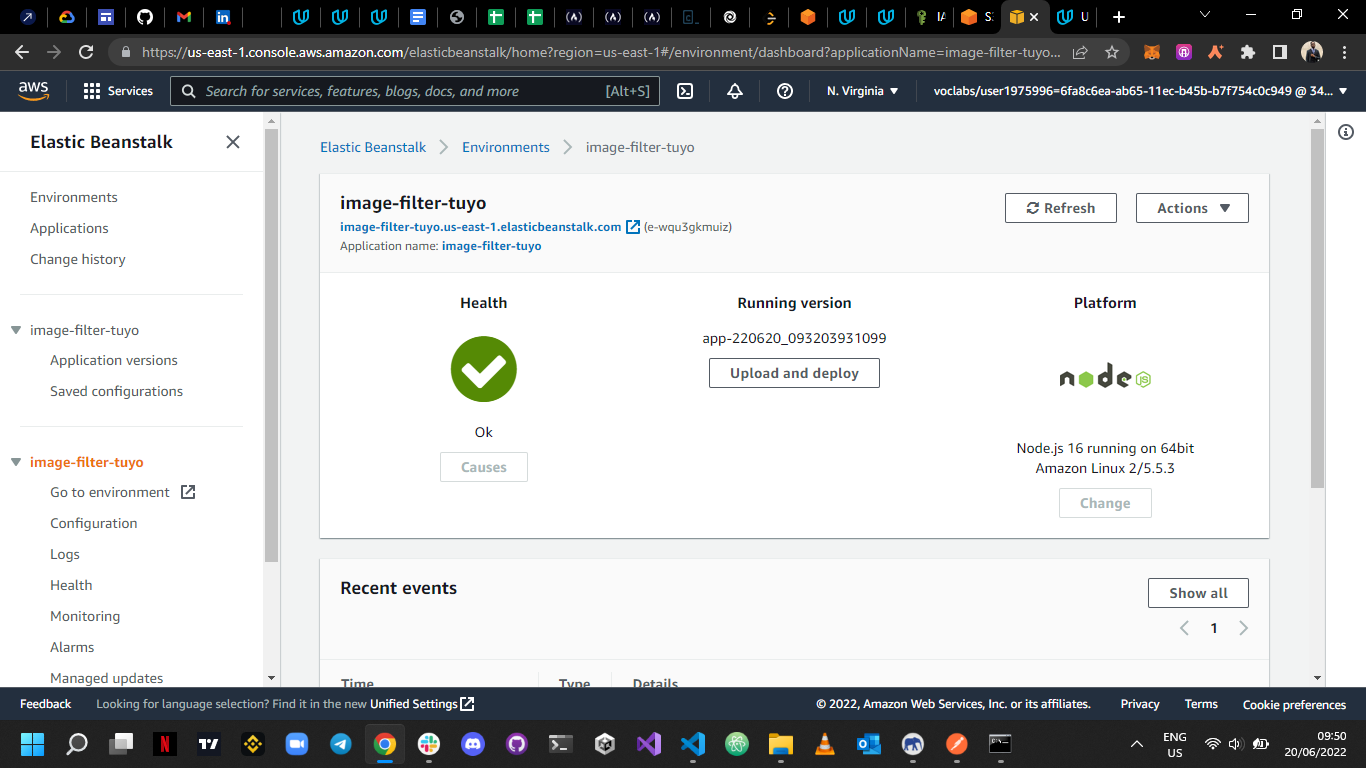 https://us-east-1.console.aws.amazon.com/elasticbeanstalk/home?region=us-east-1#/environment/dashboard?applicationName=image-filter-tuyo...
aws
Services
Search for services, features, blogs, docs, and more
[Alt+S]
N. Virginia
voclabs/user1975996=6fa8c6ea-ab65-11ec-b45b-b7f754c0c949 @ 34...
Elastic Beanstalk
Environments
Applications
Change history
image-filter-tuyo
Application versions
Saved configurations
image-filter-tuyo
Go to environment
Configuration
Logs
Health
Monitoring
Alarms
Managed updates
Elastic Beanstalk
Environments
image-filter-tuyo
image-filter-tuyo
image-filter-tuyo.us-east-1.elasticbeanstalk.com (e-wqu3gkmuiz)
Application name: image-filter-tuyo
Refresh
Actions
Health
Ok
Causes
Running version
app-220620_093203931099
Upload and deploy
Platform
node JS
Node.js 16 running on 64bit
Amazon Linux 2/5.5.3
Change
Recent events
Show all
1
Time
Type
Details
Feedback
Looking for language selection? Find it in the new Unified Settings
© 2022, Amazon Web Services, Inc. or its affiliates.
Privacy
Terms
Cookie preferences
ENG
US
09:50
20/06/2022